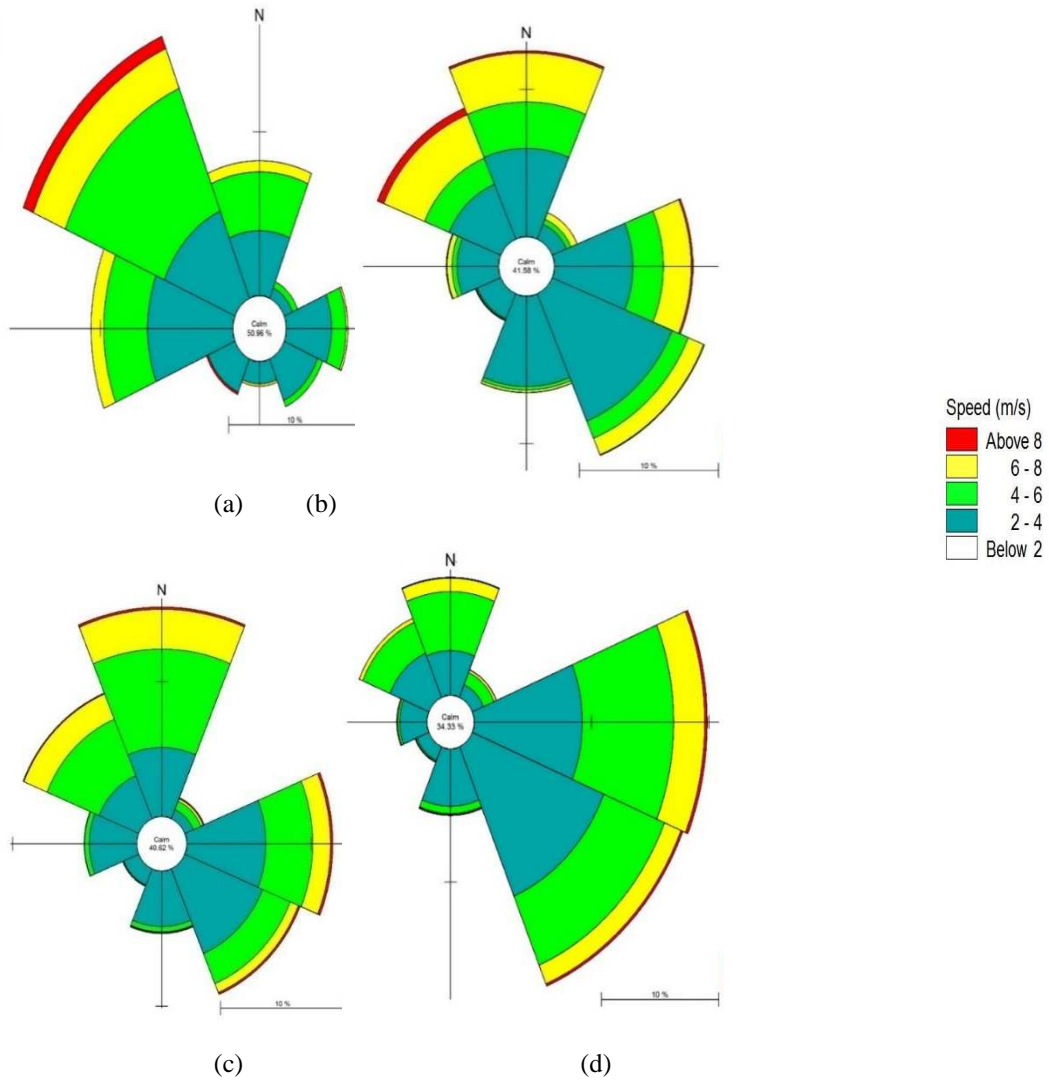 N
Calm
50.96 %
10 %
N
Calm
41.58 %
10 %
(a) (b)
Speed (m/s)
Above 8
6 - 8
4 - 6
2 - 4
Below 2
N
Calm
40.62 %
10 %
N
Calm
34.33 %
10 %
(c) (d)